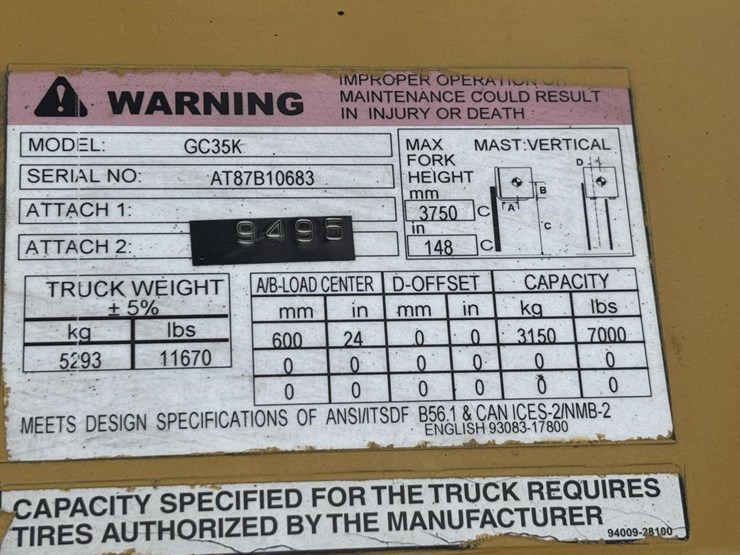 WARNING
IMPROPER OPERATION OR
MAINTENANCE COULD RESULT
IN INJURY OR DEATH
MODEL: GC35K
SERIAL NO: AT87B10683
ATTACH 1:
ATTACH 2:
9495
MAX FORK HEIGHT
MAST:VERTICAL
mm
3750 C
in
148 C
A
B
C
D
TRUCK WEIGHT
± 5%
kg lbs
5293 11670
A/B-LOAD CENTER D-OFFSET CAPACITY
mm in mm in kg lbs
600 24 0 0 3150 7000
0 0 0 0 0 0
0 0 0 0 0 0
MEETS DESIGN SPECIFICATIONS OF ANSI/ITSDF B56.1 & CAN ICES-2/NMB-2
ENGLISH 93083-17800
CAPACITY SPECIFIED FOR THE TRUCK REQUIRES
TIRES AUTHORIZED BY THE MANUFACTURER
94009-28100